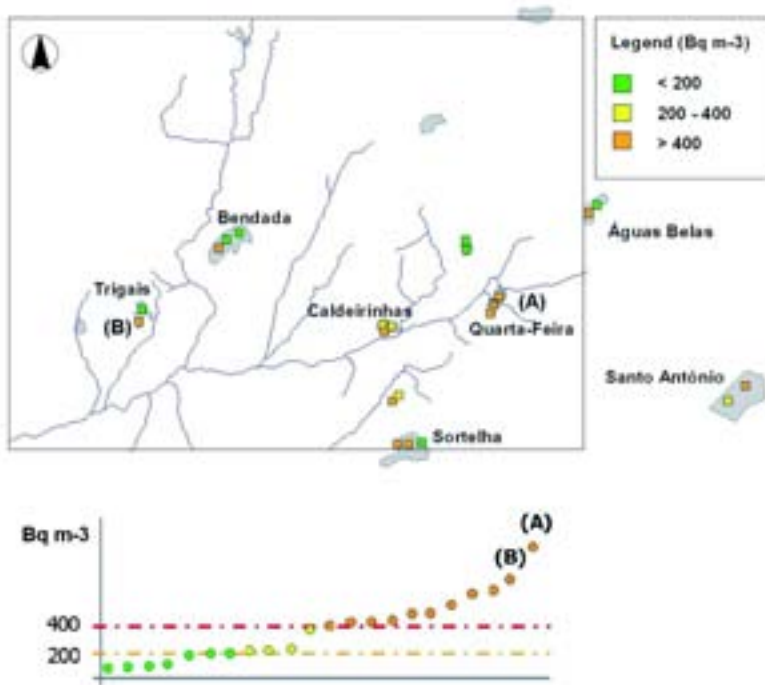 Legend (Bq m-3)
< 200
200 - 400
> 400
Bendada
Águas Belas
Trigais
(B)
Caldeirinhas
(A)
Quarta-Feira
Santo António
Sortelha
Bq m-3
(A)
(B)
400
200